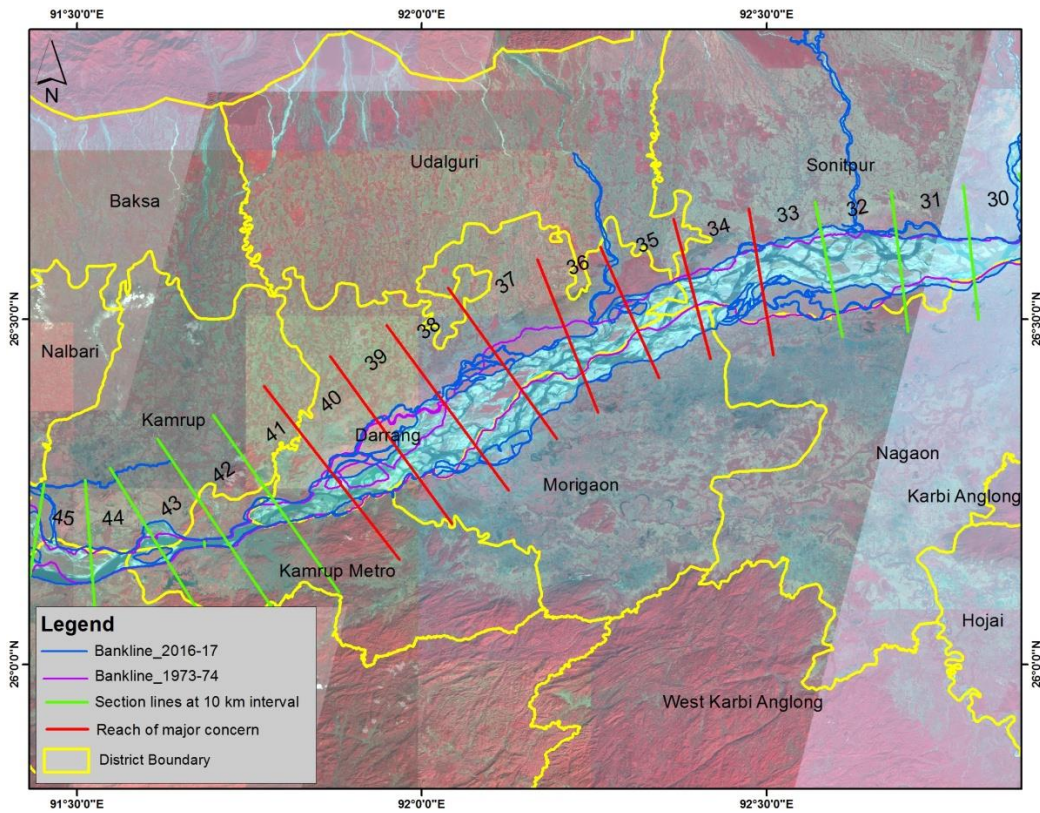 91°30'0"E 92°0'0"E 92°30'0"E
N
Udalguri
Sonitpur
Baksa
30
31
32
33
34
35
36
37
26°30'0"N 26°30'0"N
38
Nalbari
39
40
Kamrup
41
Darrang
42
Nagaon
Morigaon
Karbi Anglong
43
44
45
Kamrup Metro
Hojai
Legend
Bankline_2016-17
Bankline_1973-74
Section lines at 10 km interval
Reach of major concern
District Boundary
26°0'0"N 26°0'0"N
West Karbi Anglong
91°30'0"E 92°0'0"E 92°30'0"E